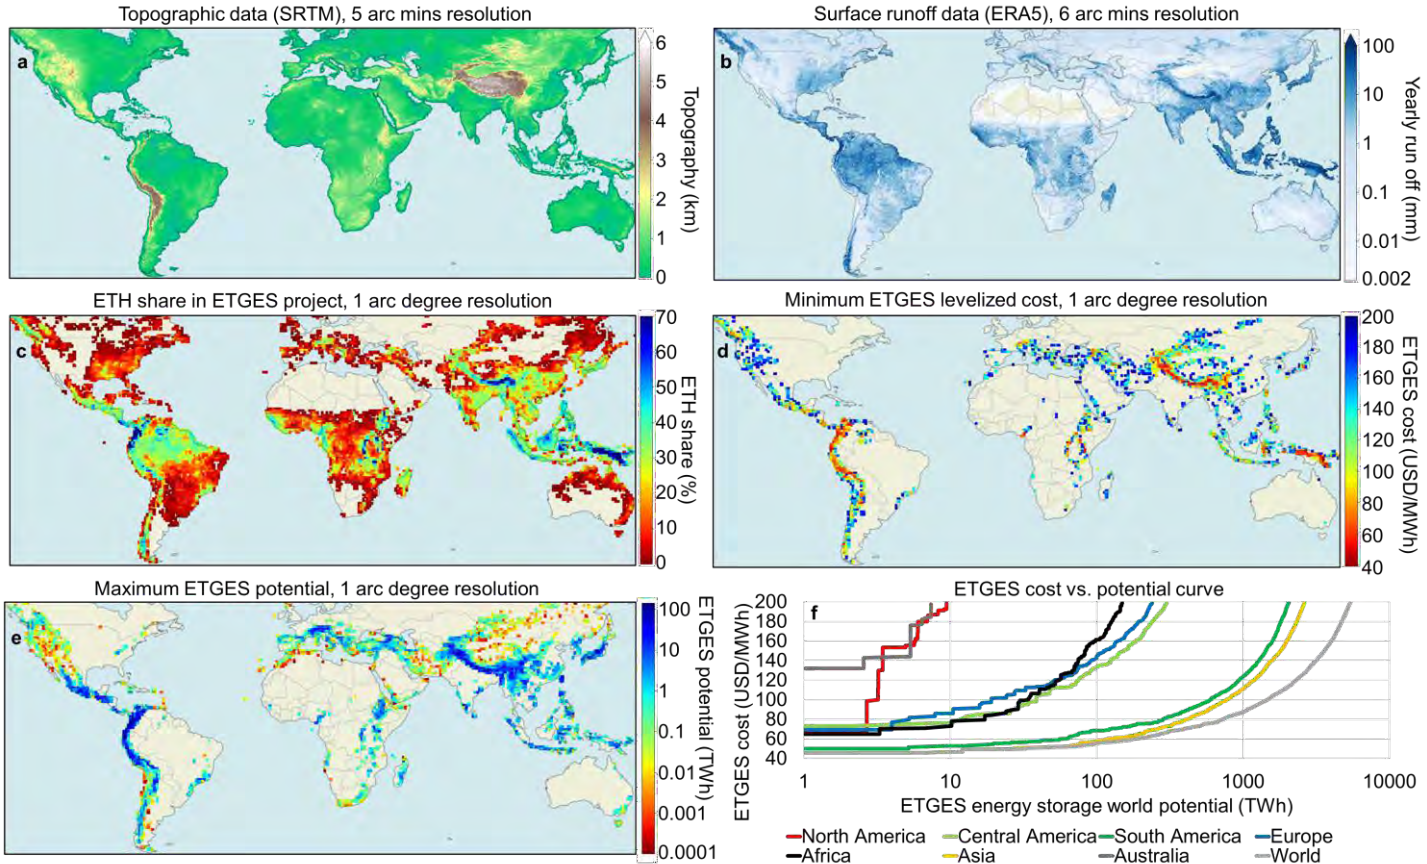 Topographic data (SRTM), 5 arc mins resolution
a
6
5
4
3
2
1
0
Topography (km)
Surface runoff data (ERA5), 6 arc mins resolution
b
100
10
1
0.1
0.01
0.002
Yearly run off (mm)
ETH share in ETGES project, 1 arc degree resolution
c
70
60
50
40
30
20
10
0
ETH share (%)
Minimum ETGES levelized cost, 1 arc degree resolution
d
200
180
160
140
120
100
80
60
40
ETGES cost (USD/MWh)
Maximum ETGES potential, 1 arc degree resolution
e
100
10
1
0.1
0.01
0.001
0.0001
ETGES potential (TWh)
ETGES cost vs. potential curve
f
ETGES cost (USD/MWh)
200
180
160
140
120
100
80
60
40
1 10 100 1000 10000
ETGES energy storage world potential (TWh)
North America Central America South America Europe
Africa Asia Australia World